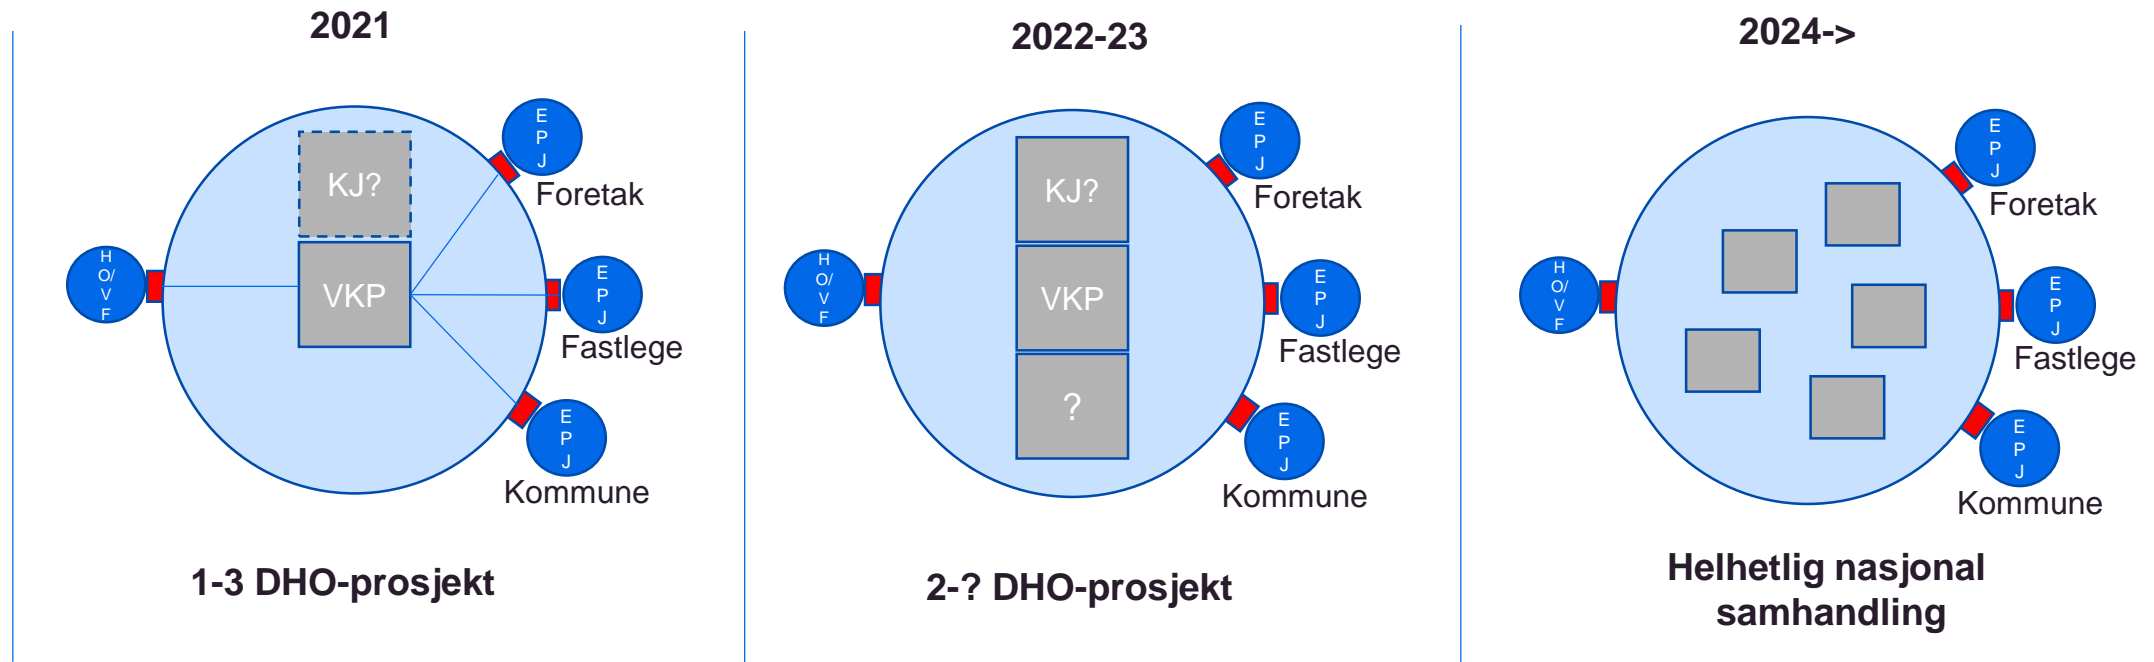 2021
KJ?
VKP
H
O/
V
F
E
P
J
Foretak
E
P
J
Fastlege
E
P
J
Kommune
1-3 DHO-prosjekt
2022-23
KJ?
VKP
?
H
O/
V
F
E
P
J
Foretak
E
P
J
Fastlege
E
P
J
Kommune
2-? DHO-prosjekt
2024->
H
O/
V
F
E
P
J
Foretak
E
P
J
Fastlege
E
P
J
Kommune
Helhetlig nasjonal
samhandling